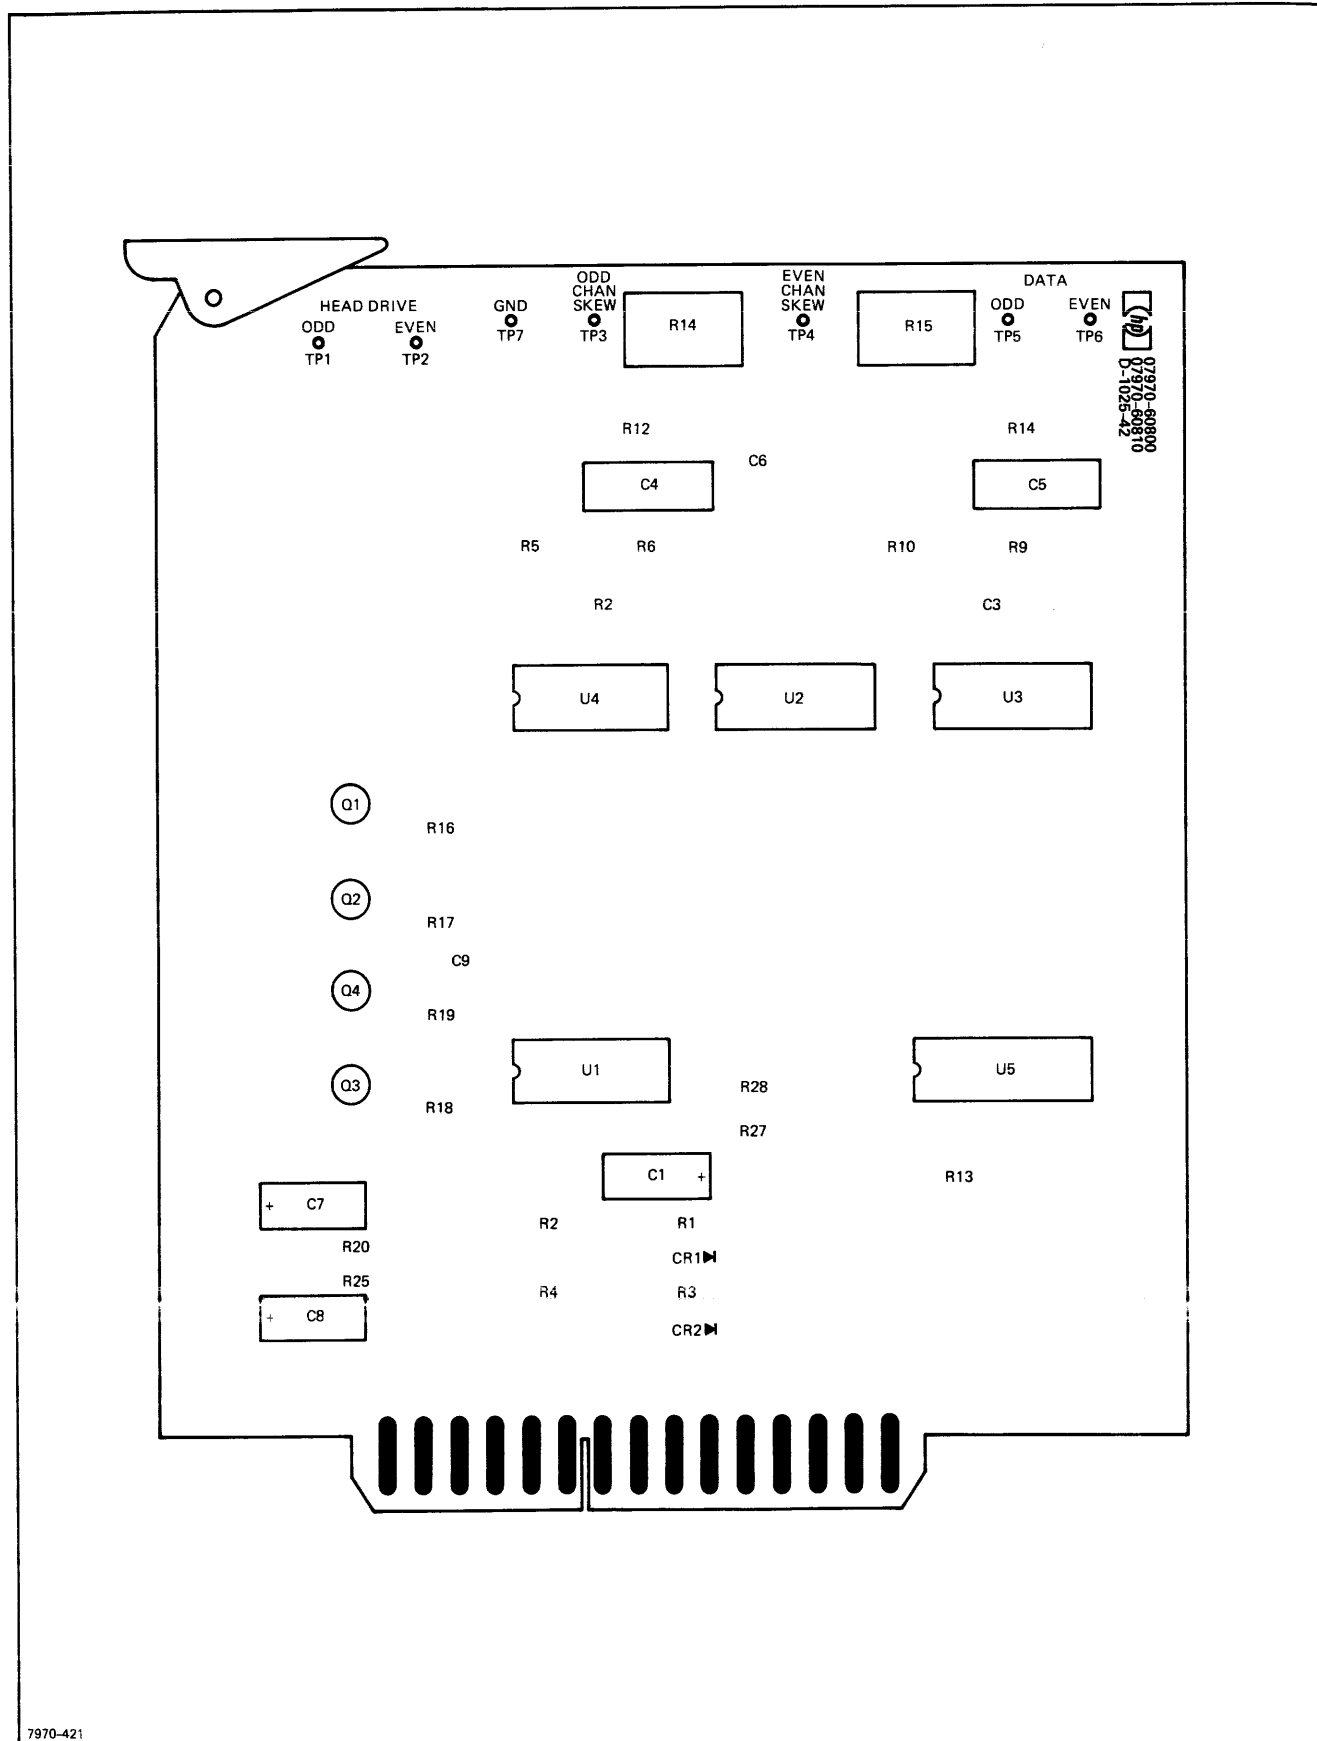 ODD
CHAN
SKEW
EVEN
CHAN
SKEW
DATA
HEAD DRIVE
GND
ODD
EVEN
ODD
EVEN
TP1
TP2
TP7
TP3
R14
TP4
R15
TP5
TP6
hp
07970-60800
07970-60810
D-1025-42
R12
R14
C6
C4
C5
R5
R6
R10
R9
R2
C3
U4
U2
U3
Q1
R16
Q2
R17
C9
Q4
R19
U1
U5
Q3
R28
R18
R27
C1 +
R13
+ C7
R2
R1
R20
CR1
R25
R4
R3
+ C8
CR2
7970-421